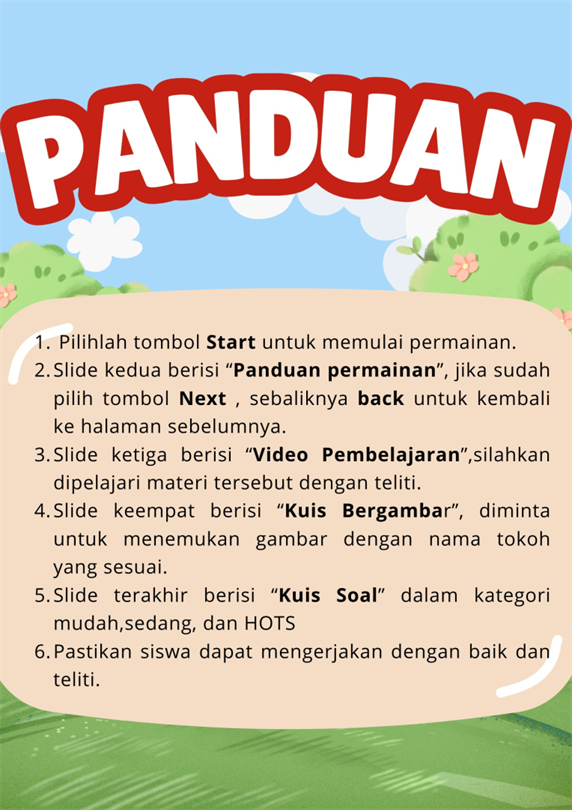 PANDUAN
1. Pilihlah tombol Start untuk memulai permainan.
2. Slide kedua berisi “Panduan permainan”, jika sudah
pilih tombol Next , sebaliknya back untuk kembali
ke halaman sebelumnya.
3. Slide ketiga berisi “Video Pembelajaran”,silahkan
dipelajari materi tersebut dengan teliti.
4. Slide keempat berisi “Kuis Bergambar”, diminta
untuk menemukan gambar dengan nama tokoh
yang sesuai.
5. Slide terakhir berisi “Kuis Soal” dalam kategori
mudah,sedang, dan HOTS
6. Pastikan siswa dapat mengerjakan dengan baik dan
teliti.